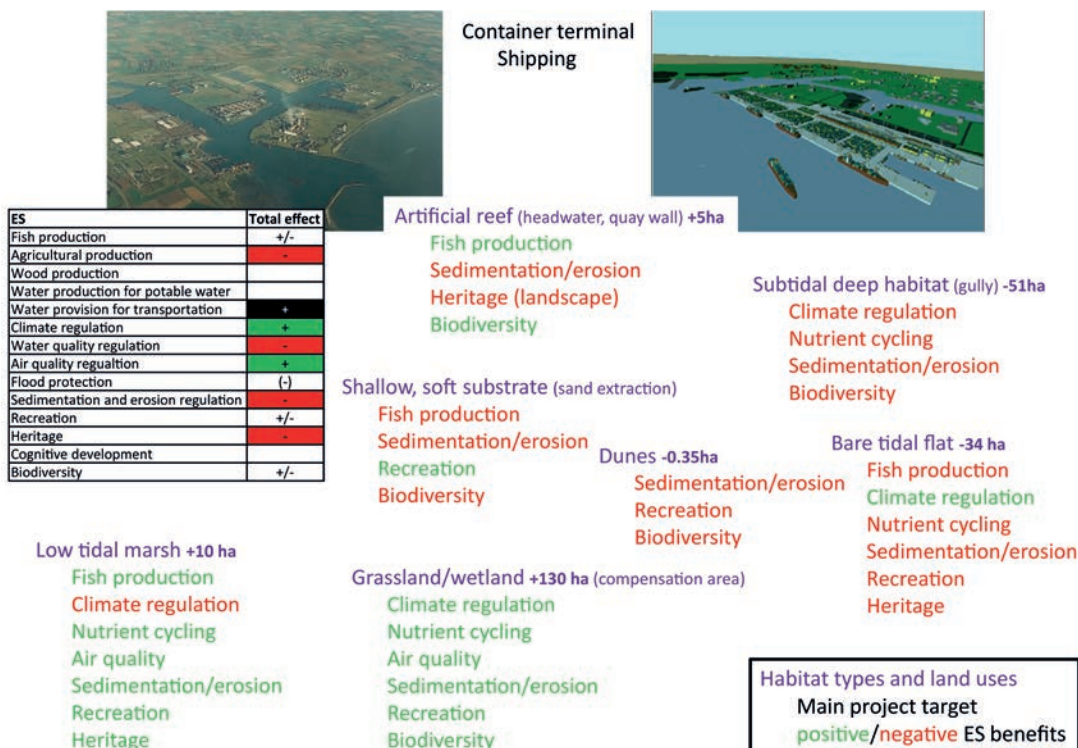 Container terminal
Shipping
ES Total effect
Fish production +/-
Agricultural production -
Wood production
Water production for potable water
Water provision for transportation +
Climate regulation +
Water quality regulation -
Air quality regualtion +
Flood protection (-)
Sedimentation and erosion regulation -
Recreation +/-
Heritage -
Cognitive development
Biodiversity +/-
Artificial reef (headwater, quay wall) +5ha
Fish production
Sedimentation/erosion
Heritage (landscape)
Biodiversity
Subtidal deep habitat (gully) -51ha
Climate regulation
Nutrient cycling
Sedimentation/erosion
Biodiversity
Shallow, soft substrate (sand extraction)
Fish production
Sedimentation/erosion
Recreation
Biodiversity
Dunes -0.35ha
Sedimentation/erosion
Recreation
Biodiversity
Bare tidal flat -34 ha
Fish production
Climate regulation
Nutrient cycling
Sedimentation/erosion
Recreation
Heritage
Low tidal marsh +10 ha
Fish production
Climate regulation
Nutrient cycling
Air quality
Sedimentation/erosion
Recreation
Heritage
Grassland/wetland +130 ha (compensation area)
Climate regulation
Nutrient cycling
Air quality
Sedimentation/erosion
Recreation
Biodiversity
Habitat types and land uses
Main project target
positive/negative ES benefits